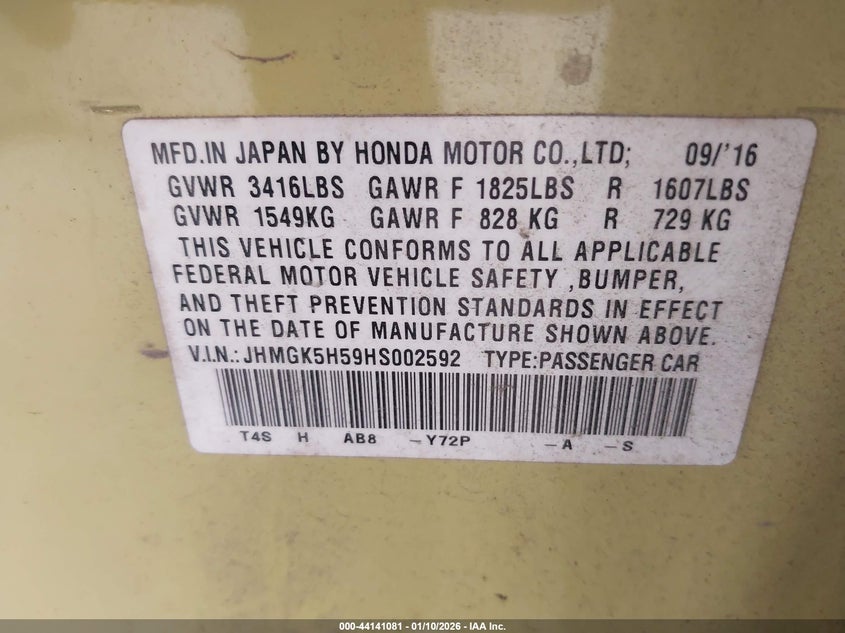 MFD.IN JAPAN BY HONDA MOTOR CO.,LTD; 09/'16
GVWR 3416LBS GAWR F 1825LBS R 1607LBS
GVWR 1549KG GAWR F 828 KG R 729 KG
THIS VEHICLE CONFORMS TO ALL APPLICABLE
FEDERAL MOTOR VEHICLE SAFETY ,BUMPER,
AND THEFT PREVENTION STANDARDS IN EFFECT
ON THE DATE OF MANUFACTURE SHOWN ABOVE.
V.I.N.: JHMGK5H59HS002592 TYPE:PASSENGER CAR
T4S H AB8 -Y72P -A -S
000-44141081 - 01/10/2026 - IAA Inc.